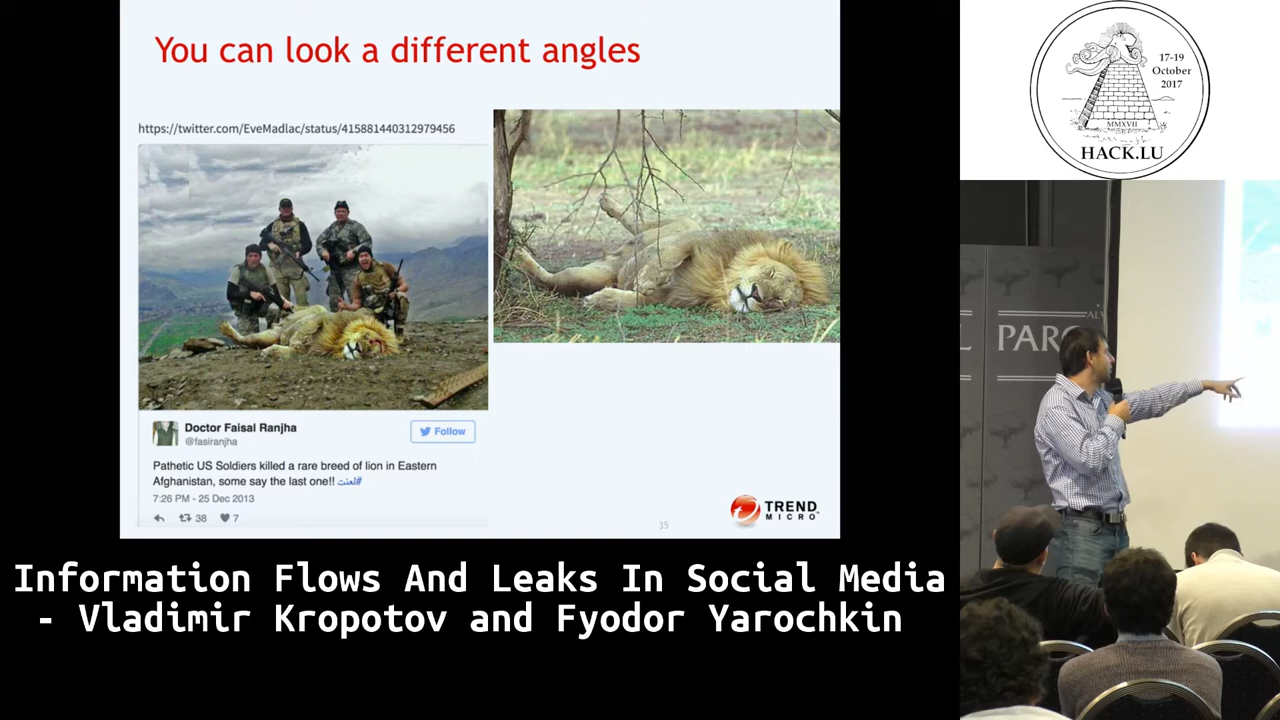 You can look a different angles
https://twitter.com/EveMadlac/status/415881440312979456
Doctor Faisal Ranjha
@fasiranjha
Follow
Pathetic US Soldiers killed a rare breed of lion in Eastern
Afghanistan, some say the last one!! #لعنت
7:26 PM - 25 Dec 2013
38
7
35
TREND
MICRO
Information Flows And Leaks In Social Media
- Vladimir Kropotov and Fyodor Yarochkin
17-19
October
2017
MMXVII
HACK.LU
AL
L PARC